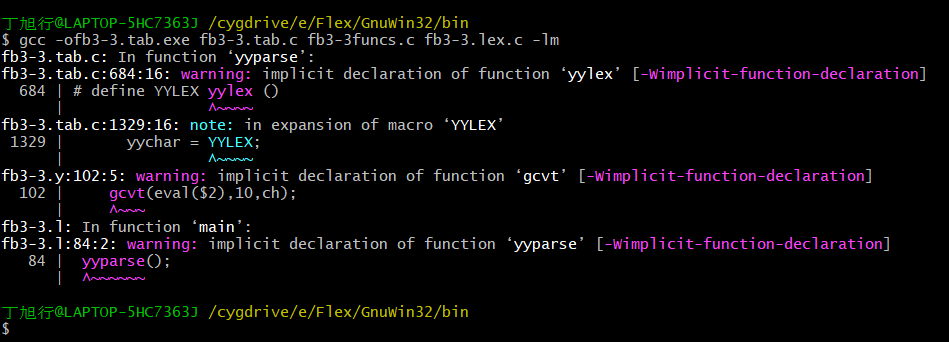 丁旭行@LAPTOP-5HC7363J /cygdrive/e/Flex/GnuWin32/bin
$ gcc -ofb3-3.tab.exe fb3-3.tab.c fb3-3funcs.c fb3-3.lex.c -lm
fb3-3.tab.c: In function ‘yyparse’:
fb3-3.tab.c:684:16: warning: implicit declaration of function ‘yylex’ [-Wimplicit-function-declaration]
  684 | # define YYLEX yylex ()
      |                ^~~~~
fb3-3.tab.c:1329:16: note: in expansion of macro ‘YYLEX’
 1329 |       yychar = YYLEX;
      |                ^~~~~
fb3-3.y:102:5: warning: implicit declaration of function ‘gcvt’ [-Wimplicit-function-declaration]
  102 |     gcvt(eval($2),10,ch);
      |     ^~~~
fb3-3.l: In function ‘main’:
fb3-3.l:84:2: warning: implicit declaration of function ‘yyparse’ [-Wimplicit-function-declaration]
   84 |  yyparse();
      |  ^~~~~~~
丁旭行@LAPTOP-5HC7363J /cygdrive/e/Flex/GnuWin32/bin
$